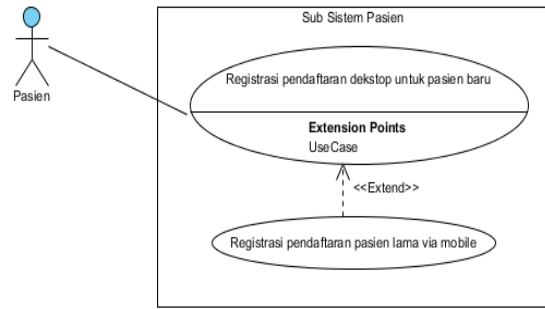 Sub Sistem Pasien
Registrasi pendaftaran dekstop untuk pasien baru
Pasien
Extension Points
UseCase
<<Extend>>
Registrasi pendaftaran pasien lama via mobile